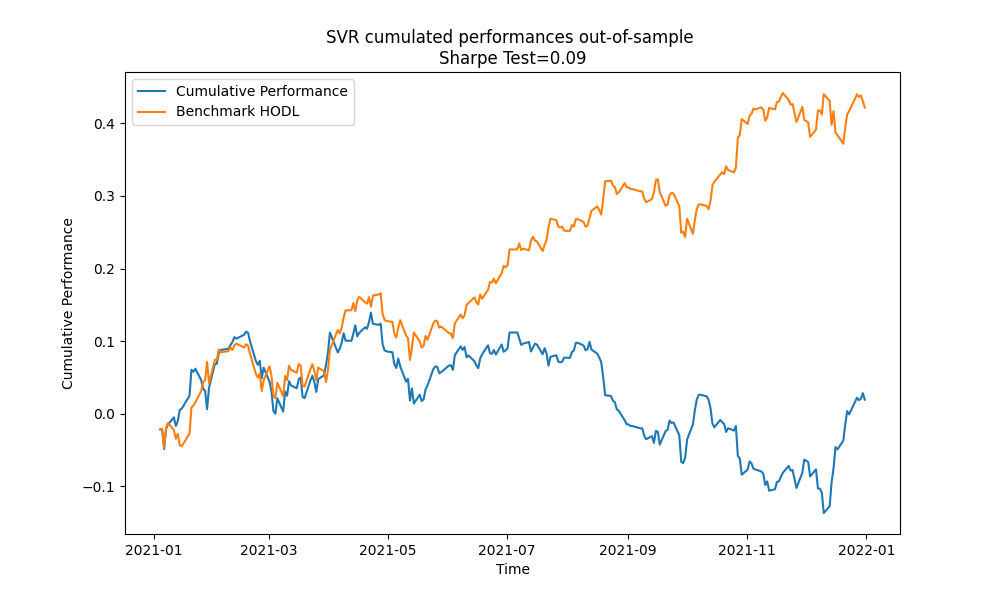 SVR cumulated performances out-of-sample
Sharpe Test=0.09
Cumulative Performance
Benchmark HODL
Cumulative Performance
0.4
0.3
0.2
0.1
0.0
−0.1
2021-01
2021-03
2021-05
2021-07
2021-09
2021-11
2022-01
Time